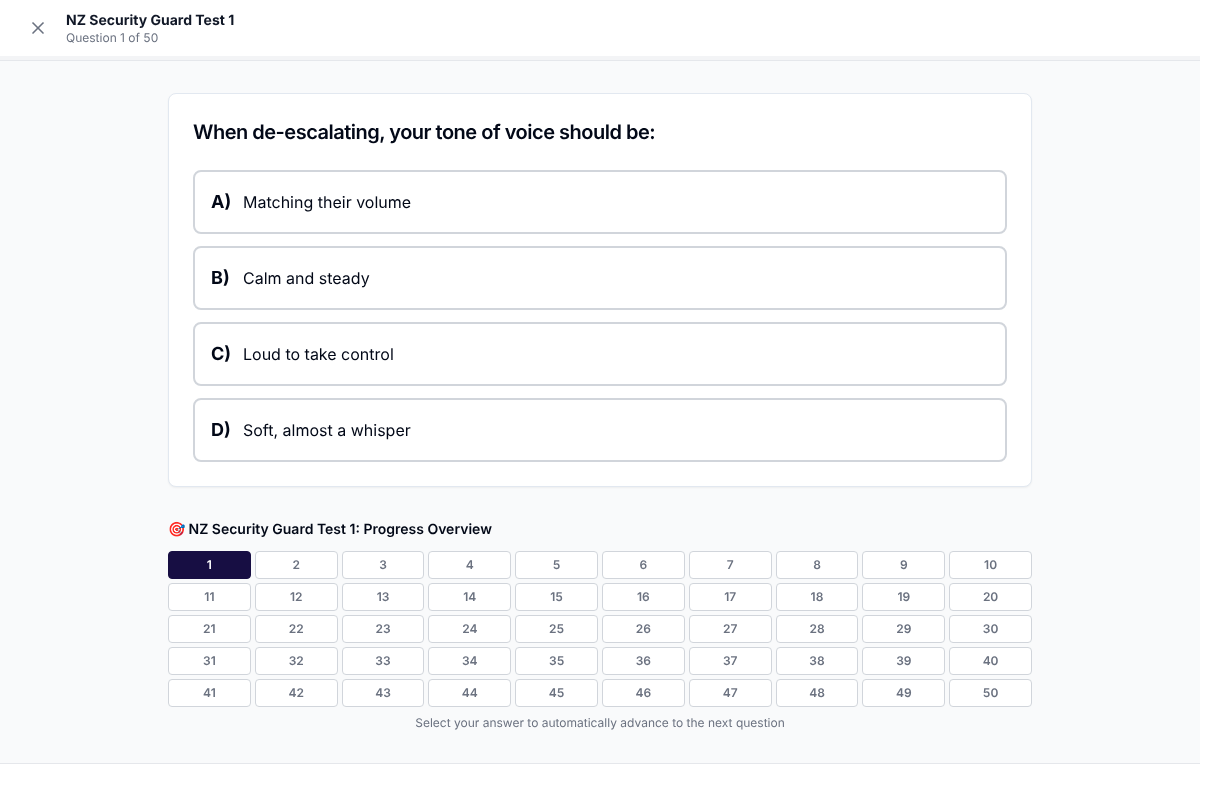 NZ Security Guard Test 1
Question 1 of 50
When de-escalating, your tone of voice should be:
A) Matching their volume
B) Calm and steady
C) Loud to take control
D) Soft, almost a whisper
🎯 NZ Security Guard Test 1: Progress Overview
1 2 3 4 5 6 7 8 9 10
11 12 13 14 15 16 17 18 19 20
21 22 23 24 25 26 27 28 29 30
31 32 33 34 35 36 37 38 39 40
41 42 43 44 45 46 47 48 49 50
Select your answer to automatically advance to the next question